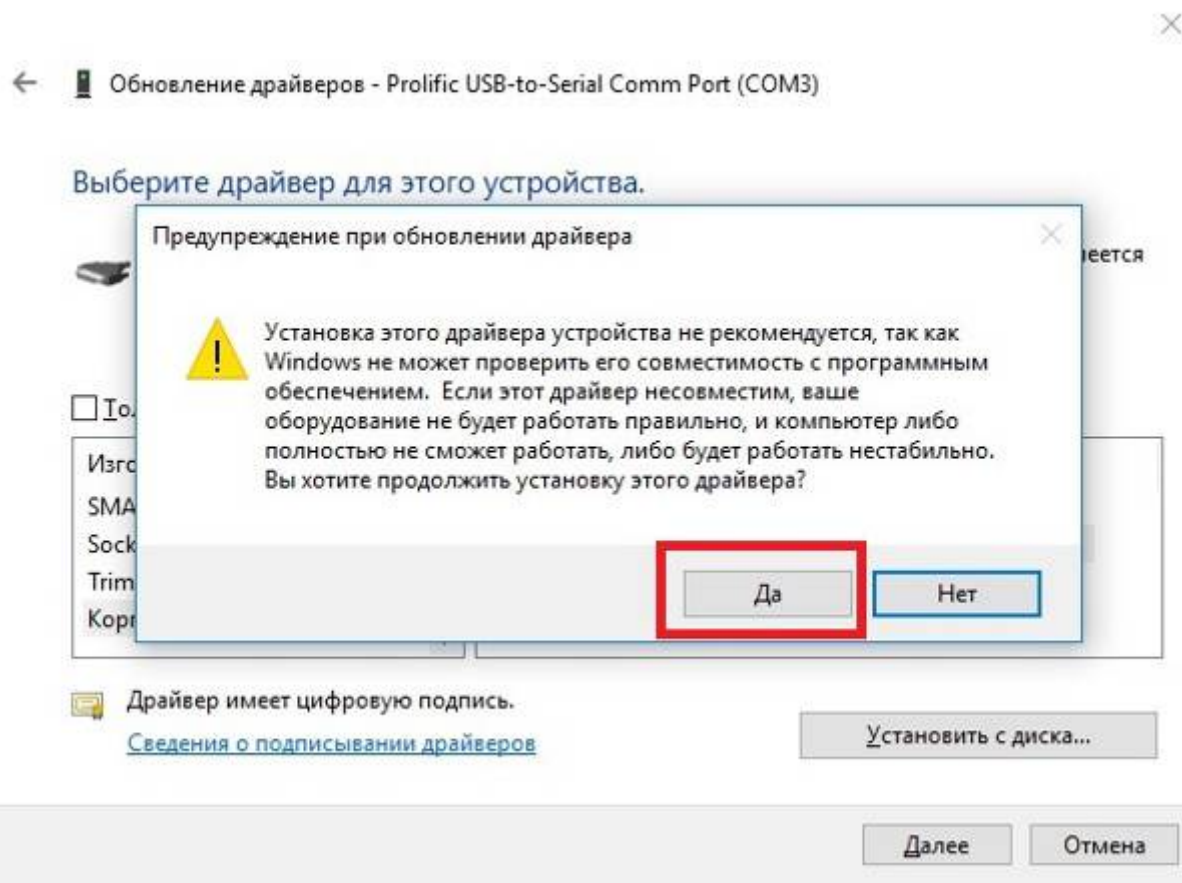 Обновление драйверов - Prolific USB-to-Serial Comm Port (COM3)
Выберите драйвер для этого устройства.
Предупреждение при обновлении драйвера
Установка этого драйвера устройства не рекомендуется, так как
Windows не может проверить его совместимость с программным
обеспечением. Если этот драйвер несовместим, ваше
оборудование не будет работать правильно, и компьютер либо
полностью не сможет работать, либо будет работать нестабильно.
Вы хотите продолжить установку этого драйвера?
Да
Нет
Trim
Драйвер имеет цифровую подпись.
Сведения о подписывании драйверов
Установить с диска...
Далее
Отмена